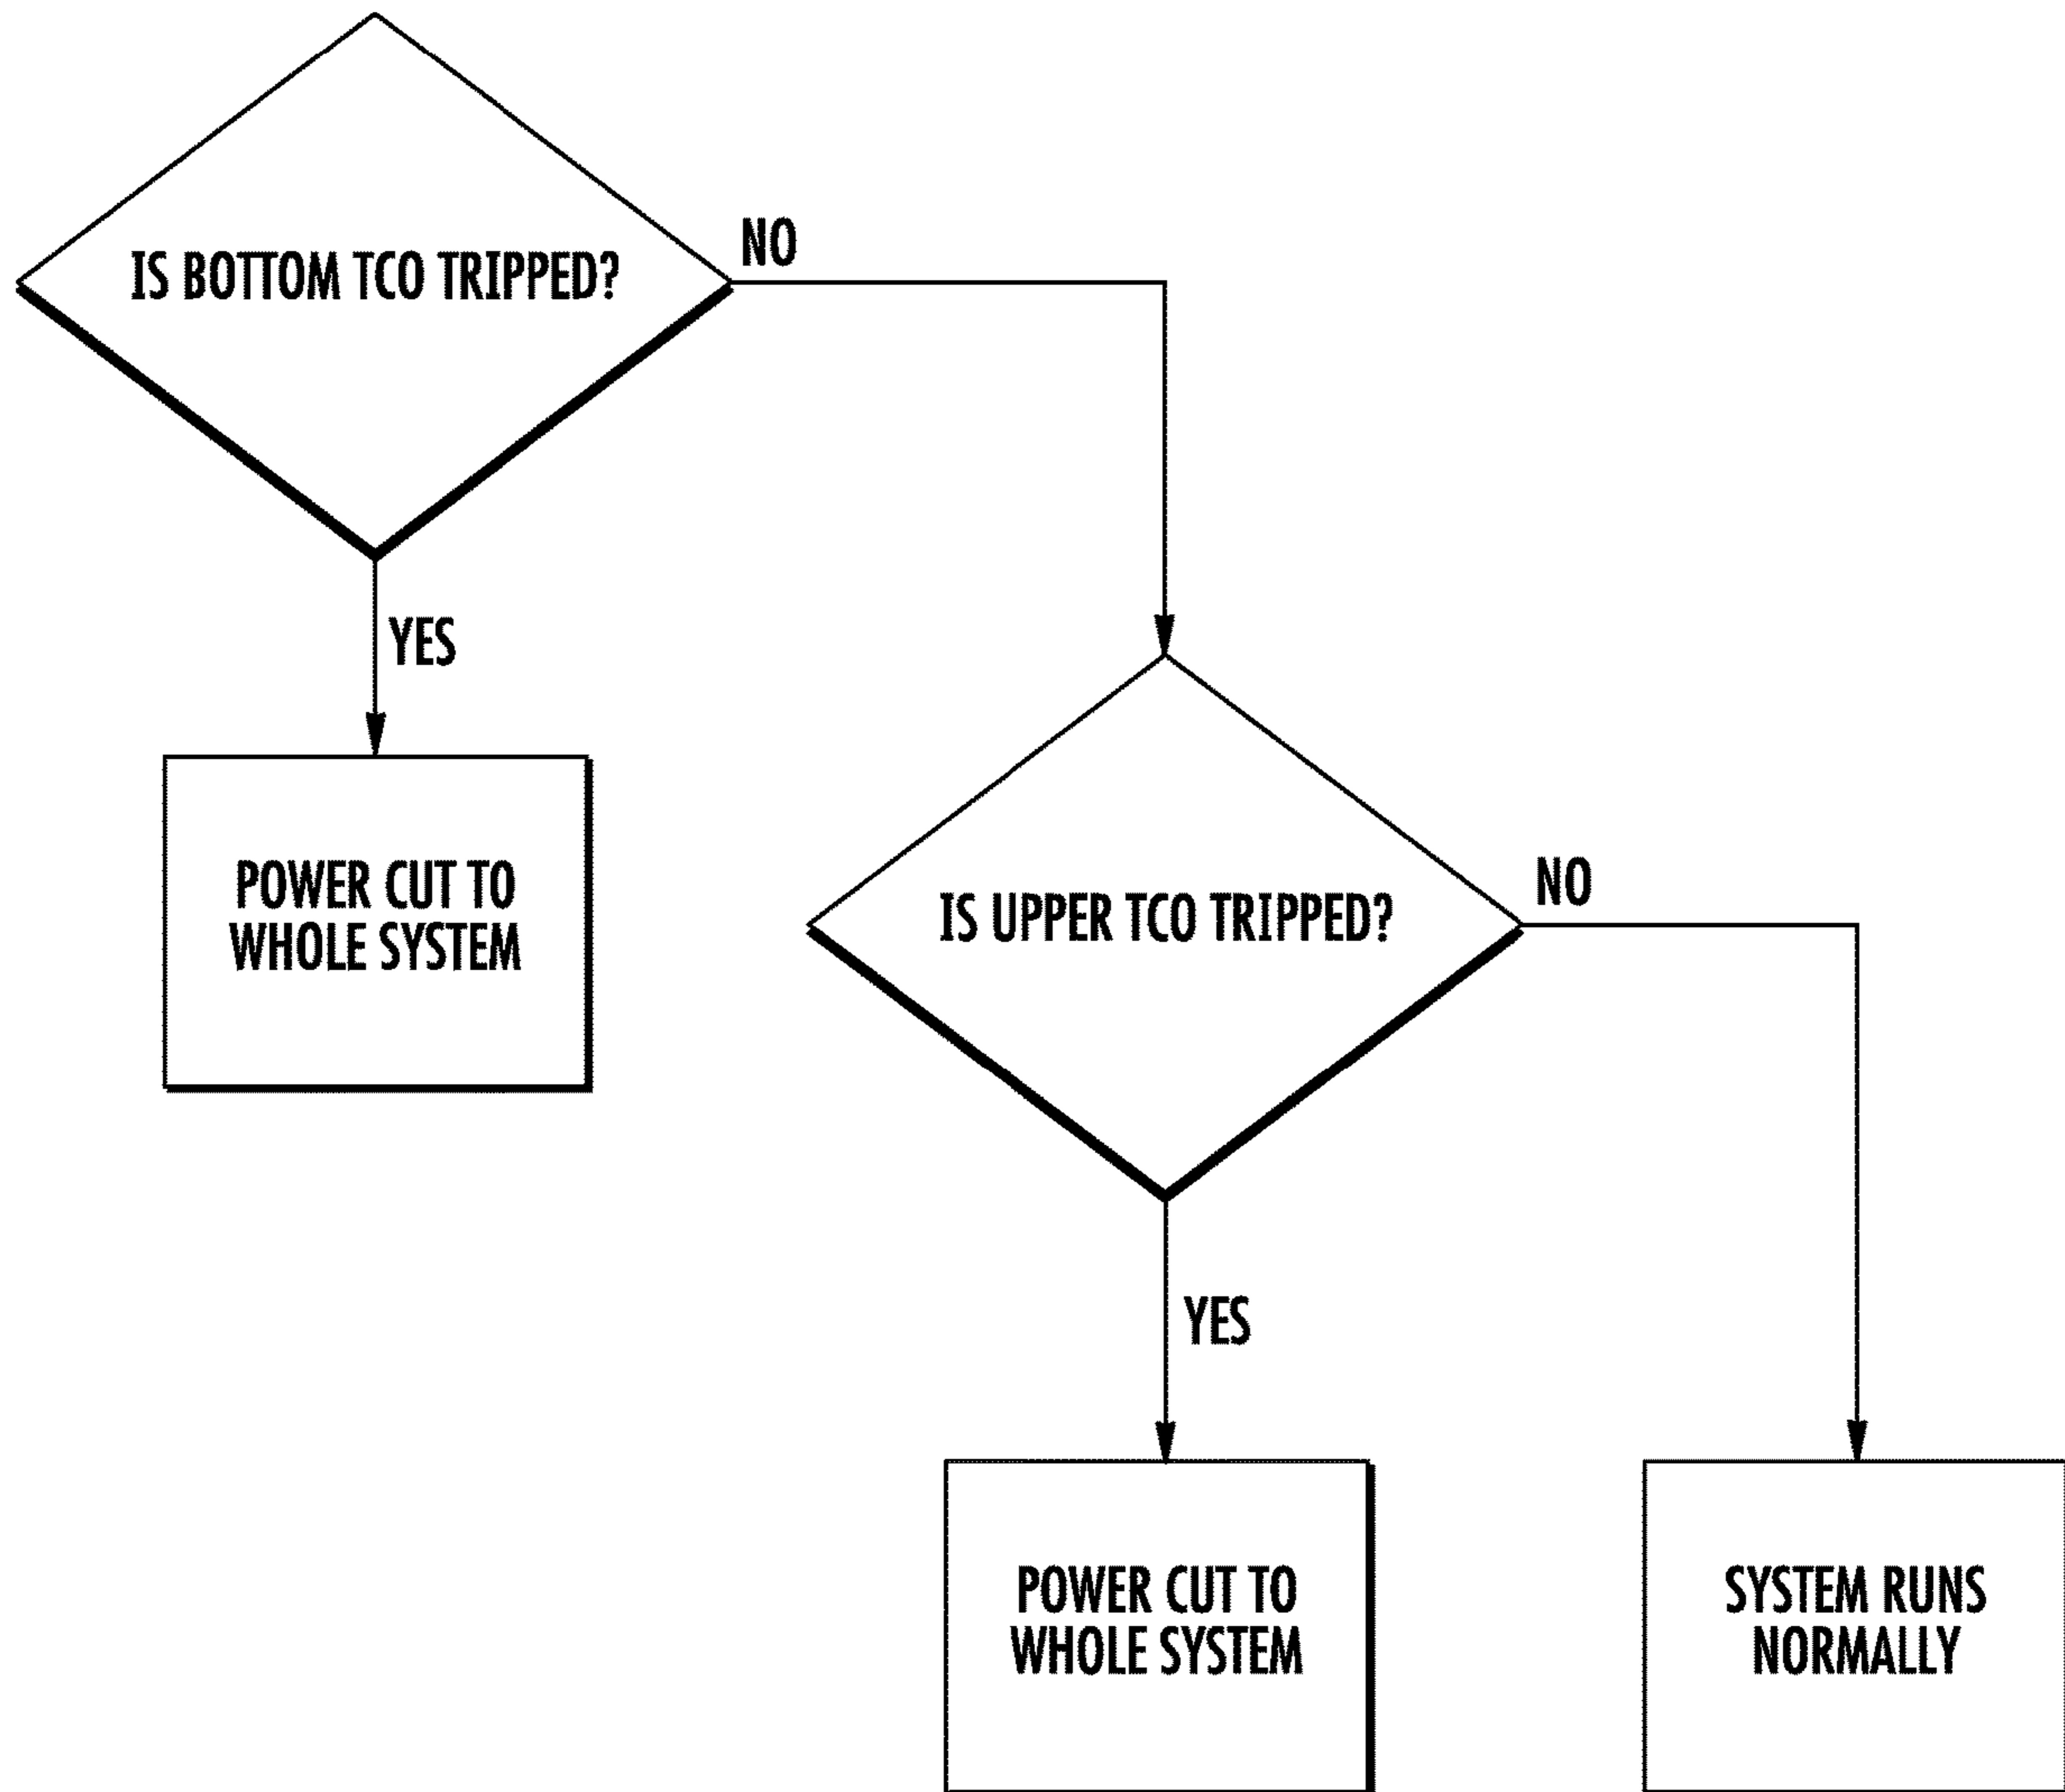 IS BOTTOM TCO TRIPPED?
NO
YES
POWER CUT TO
WHOLE SYSTEM
IS UPPER TCO TRIPPED?
NO
YES
POWER CUT TO
WHOLE SYSTEM
SYSTEM RUNS
NORMALLY